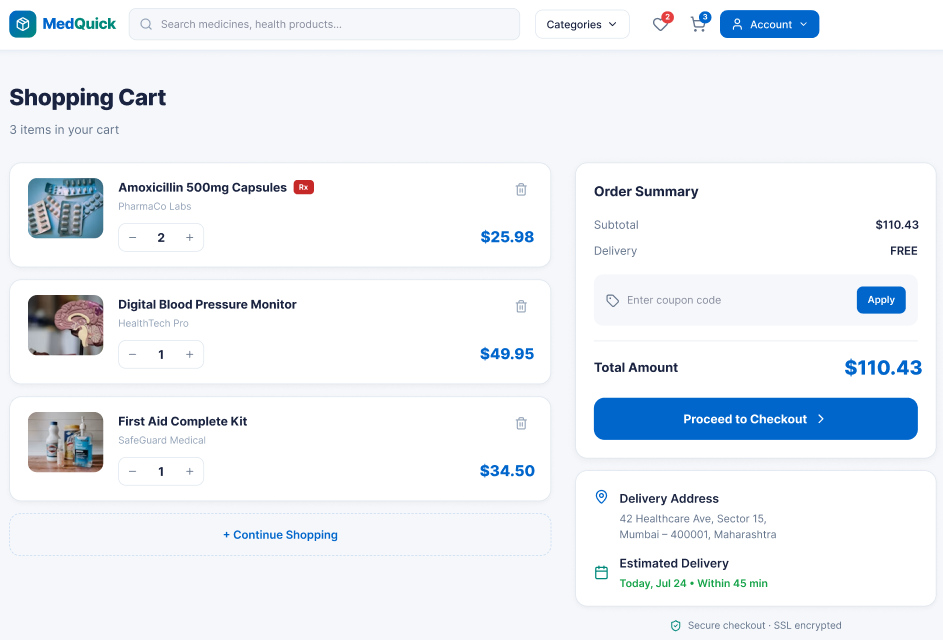 MedQuick
Search medicines, health products...
Categories
2
3
Account
Shopping Cart
3 items in your cart
Amoxicillin 500mg Capsules Rx
PharmaCo Labs
− 2 +
$25.98
Digital Blood Pressure Monitor
HealthTech Pro
− 1 +
$49.95
First Aid Complete Kit
SafeGuard Medical
− 1 +
$34.50
+ Continue Shopping
Order Summary
Subtotal $110.43
Delivery FREE
Enter coupon code Apply
Total Amount $110.43
Proceed to Checkout
Delivery Address
42 Healthcare Ave, Sector 15,
Mumbai – 400001, Maharashtra
Estimated Delivery
Today, Jul 24 • Within 45 min
Secure checkout · SSL encrypted